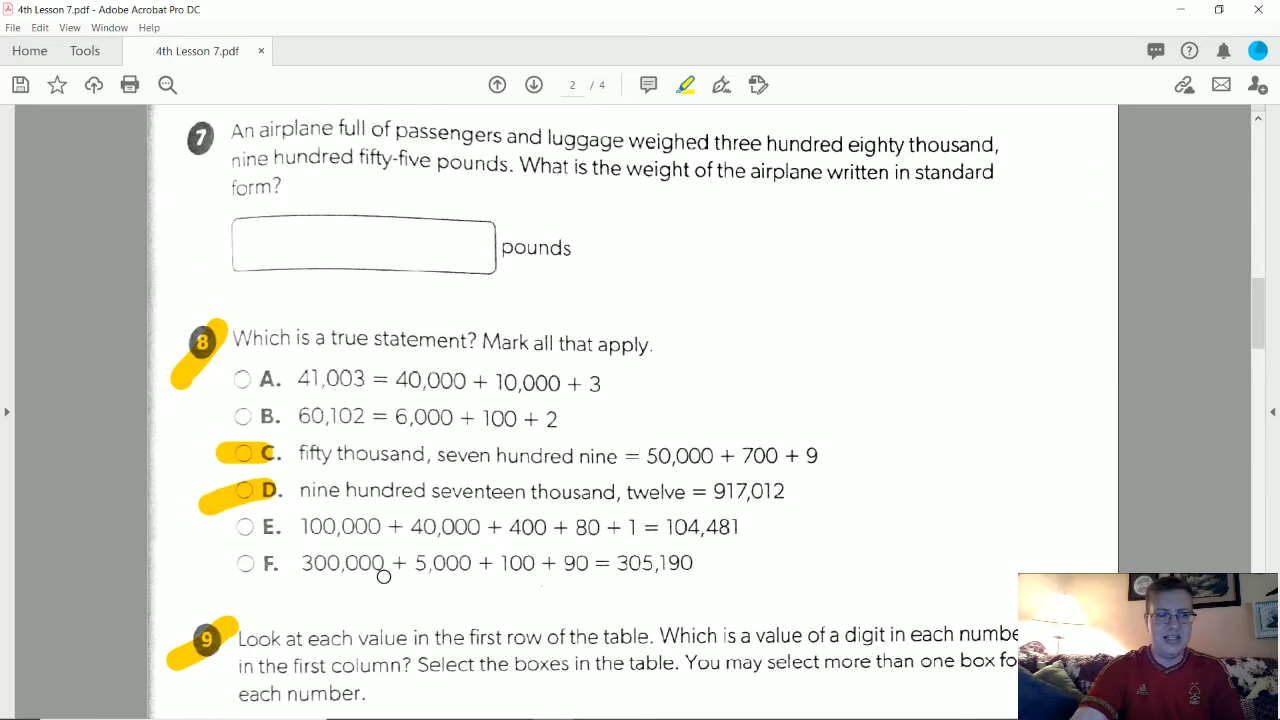 4th Lesson 7.pdf - Adobe Acrobat Pro DC
File Edit View Window Help
Home Tools 4th Lesson 7.pdf ×
2 / 4
7 An airplane full of passengers and luggage weighed three hundred eighty thousand,
nine hundred fifty-five pounds. What is the weight of the airplane written in standard
form?
pounds
8 Which is a true statement? Mark all that apply.
A. 41,003 = 40,000 + 10,000 + 3
B. 60,102 = 6,000 + 100 + 2
C. fifty thousand, seven hundred nine = 50,000 + 700 + 9
D. nine hundred seventeen thousand, twelve = 917,012
E. 100,000 + 40,000 + 400 + 80 + 1 = 104,481
F. 300,000 + 5,000 + 100 + 90 = 305,190
9 Look at each value in the first row of the table. Which is a value of a digit in each numbe
in the first column? Select the boxes in the table. You may select more than one box fo
each number.